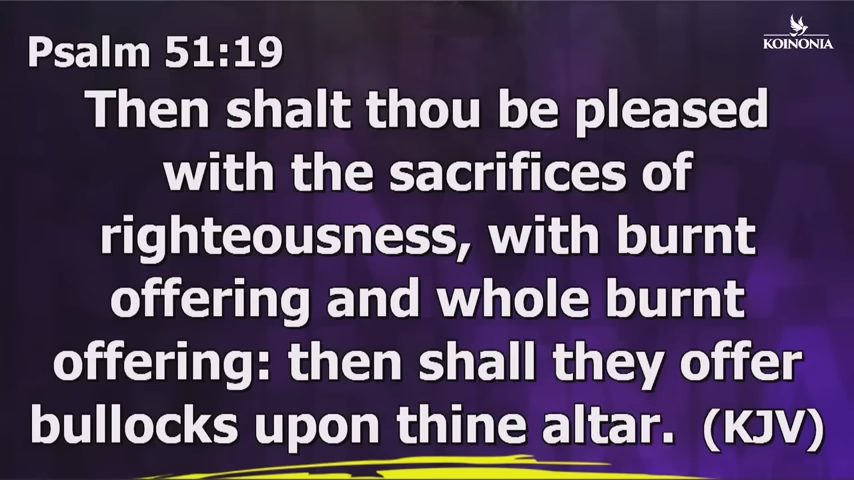 KOINONIA
Psalm 51:19
Then shalt thou be pleased
with the sacrifices of
righteousness, with burnt
offering and whole burnt
offering: then shall they offer
bullocks upon thine altar. (KJV)